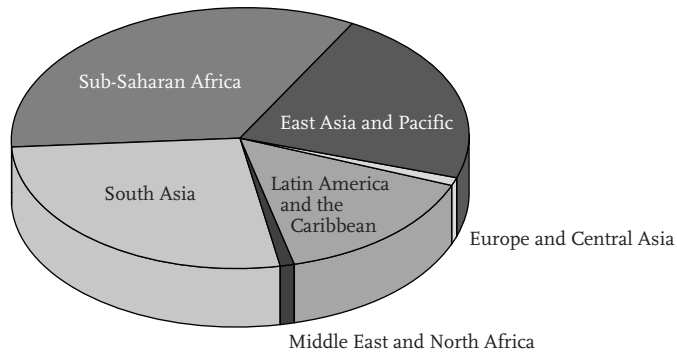 Sub-Saharan Africa
East Asia and Pacific
South Asia
Latin America
and the
Caribbean
Europe and Central Asia
Middle East and North Africa